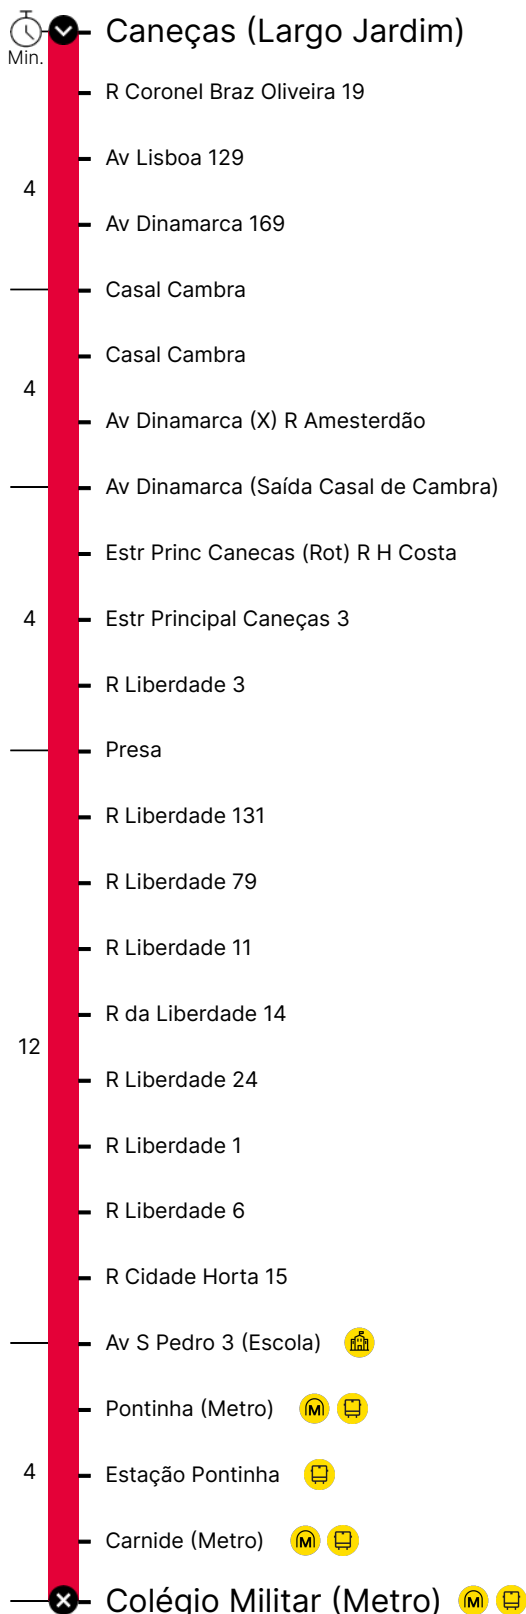 Caneças (Largo Jardim)
Min.
R Coronel Braz Oliveira 19
Av Lisboa 129
4
Av Dinamarca 169
Casal Cambra
Casal Cambra
4
Av Dinamarca (X) R Amesterdão
Av Dinamarca (Saída Casal de Cambra)
Estr Princ Canecas (Rot) R H Costa
4
Estr Principal Caneças 3
R Liberdade 3
Presa
R Liberdade 131
R Liberdade 79
R Liberdade 11
R da Liberdade 14
12
R Liberdade 24
R Liberdade 1
R Liberdade 6
R Cidade Horta 15
Av S Pedro 3 (Escola)
Pontinha (Metro) M
4
Estação Pontinha
Carnide (Metro) M
Colégio Militar (Metro) M